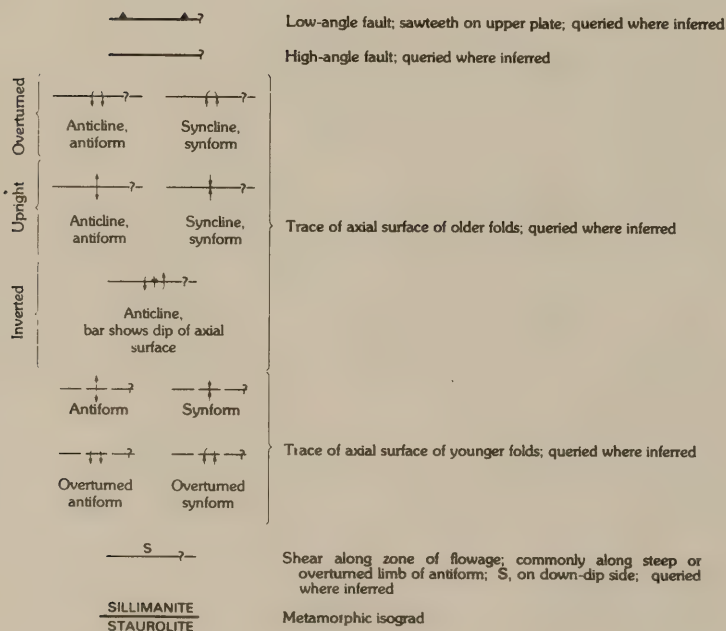 ?
Low-angle fault; sawteeth on upper plate; queried where inferred
?
High-angle fault; queried where inferred
Overturned
?
?
Anticline,
antiform
Syncline,
synform
Upright
?
?
Anticline,
antiform
Syncline,
synform
Trace of axial surface of older folds; queried where inferred
Inverted
?
Anticline,
bar shows dip of axial
surface
?
?
Antiform
Synform
?
?
Overturned
antiform
Overturned
synform
Trace of axial surface of younger folds; queried where inferred
S
?
Shear along zone of flowage; commonly along steep or
overturned limb of antiform; S, on down-dip side; queried
where inferred
SILLIMANITE
STAUROLITE
Metamorphic isograd